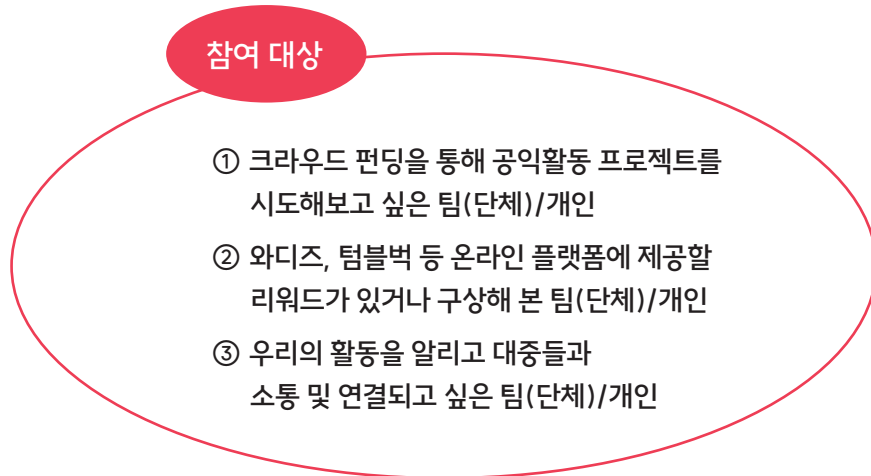 참여 대상
① 크라우드 펀딩을 통해 공익활동 프로젝트를
시도해보고 싶은 팀(단체)/개인
② 와디즈, 텀블벅 등 온라인 플랫폼에 제공할
리워드가 있거나 구상해 본 팀(단체)/개인
③ 우리의 활동을 알리고 대중들과
소통 및 연결되고 싶은 팀(단체)/개인